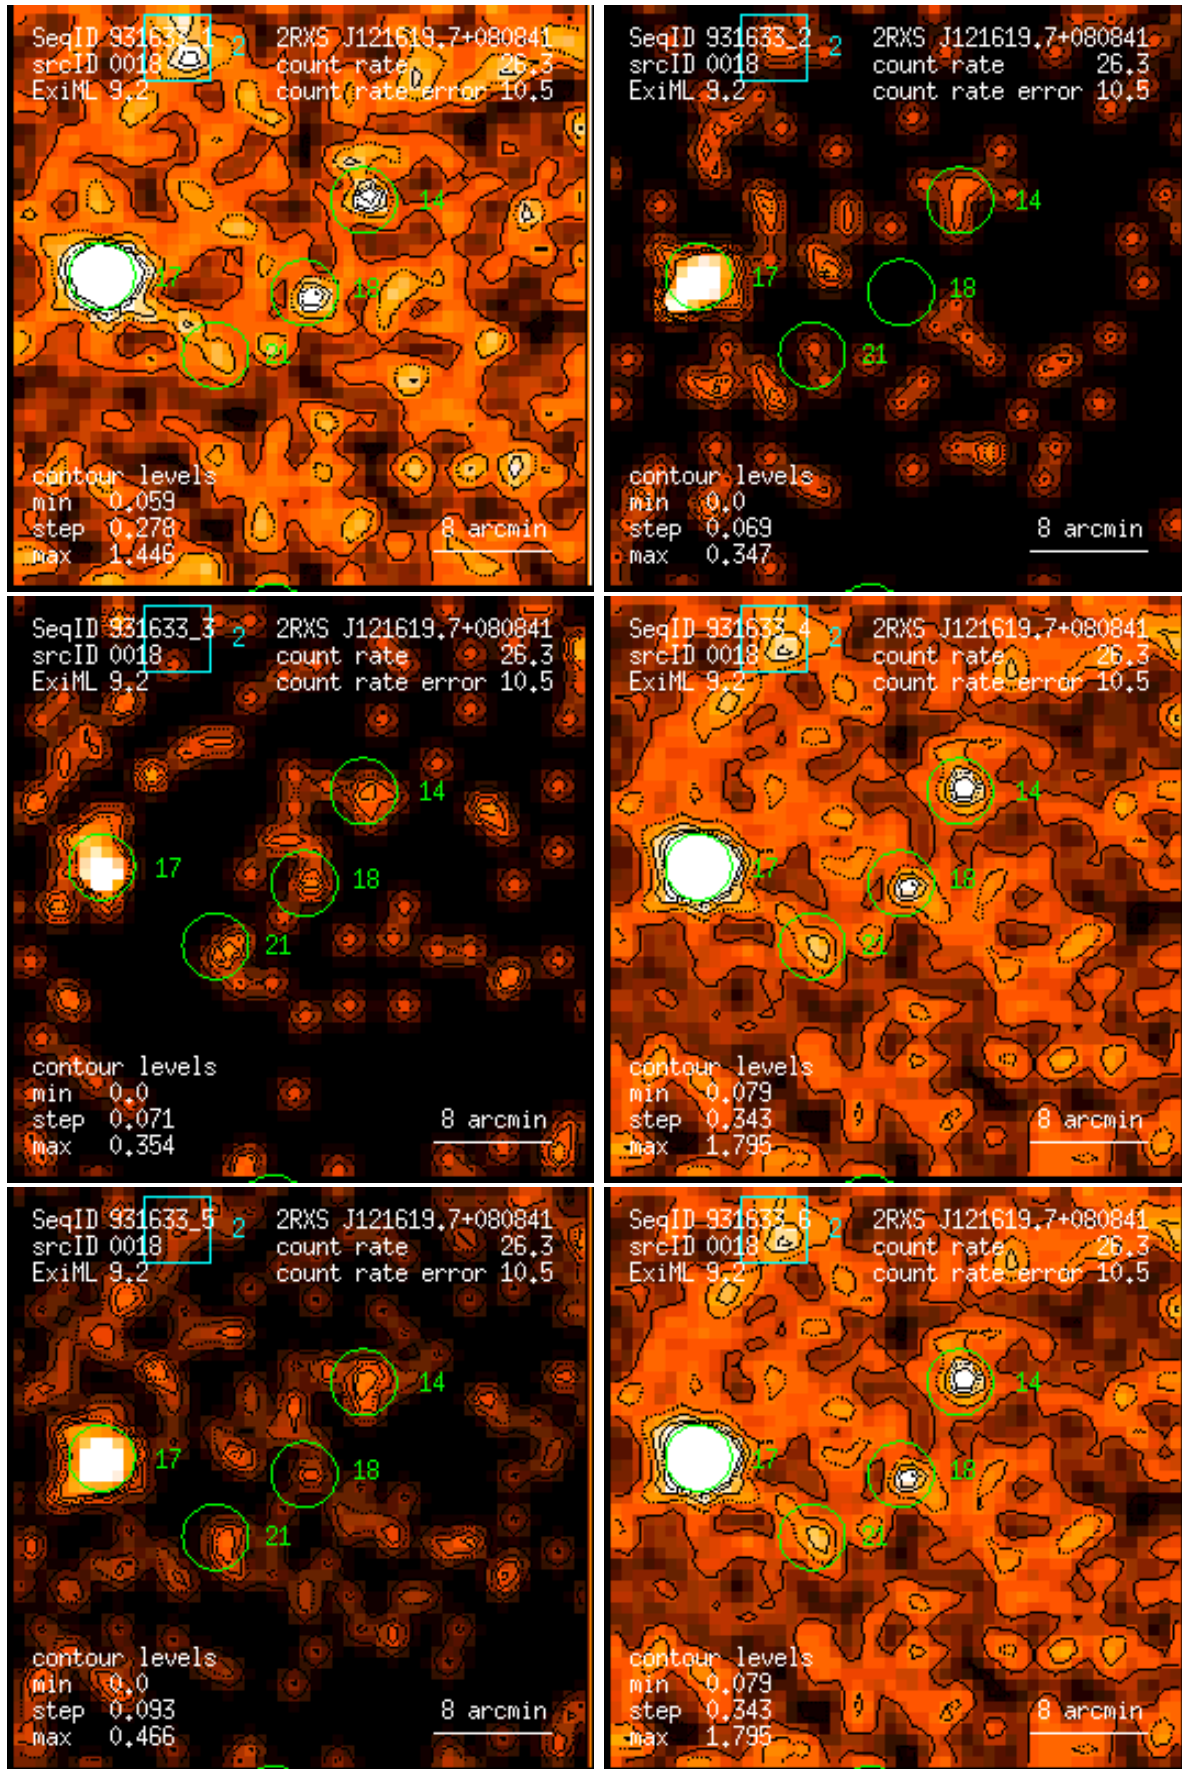 SeqID 931633_1 2 2RXS J121619.7+080841
srcID 0018 count rate 26.3
ExiML 9.2 count rate error 10.5
14
17
18
21
contour levels
min 0.059
step 0.278 8 arcmin
max 1.446
SeqID 931633_2 2 2RXS J121619.7+080841
srcID 0018 count rate 26.3
ExiML 9.2 count rate error 10.5
14
17
18
21
contour levels
min 0.0
step 0.069 8 arcmin
max 0.347
SeqID 931633_3 2 2RXS J121619.7+080841
srcID 0018 count rate 26.3
ExiML 9.2 count rate error 10.5
14
17
18
21
contour levels
min 0.0
step 0.071 8 arcmin
max 0.354
SeqID 931633_4 2 2RXS J121619.7+080841
srcID 0018 count rate 26.3
ExiML 9.2 count rate error 10.5
14
17
18
21
contour levels
min 0.079
step 0.343 8 arcmin
max 1.795
SeqID 931633_5 2 2RXS J121619.7+080841
srcID 0018 count rate 26.3
ExiML 9.2 count rate error 10.5
14
17
18
21
contour levels
min 0.0
step 0.093 8 arcmin
max 0.466
SeqID 931633_6 2 2RXS J121619.7+080841
srcID 0018 count rate 26.3
ExiML 9.2 count rate error 10.5
14
17
18
21
contour levels
min 0.079
step 0.343 8 arcmin
max 1.795